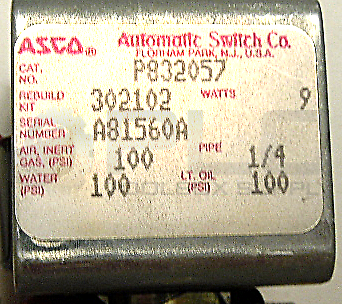 ASCO® Automatic Switch Co.
FLORHAM PARK, N.J., U.S.A.
CAT. NO. P832057
REBUILD KIT 302102 WATTS 9
SERIAL NUMBER A81560A
AIR, INERT GAS, (PSI) 100 PIPE 1/4
WATER (PSI) 100 LT. OIL (PSI) 100